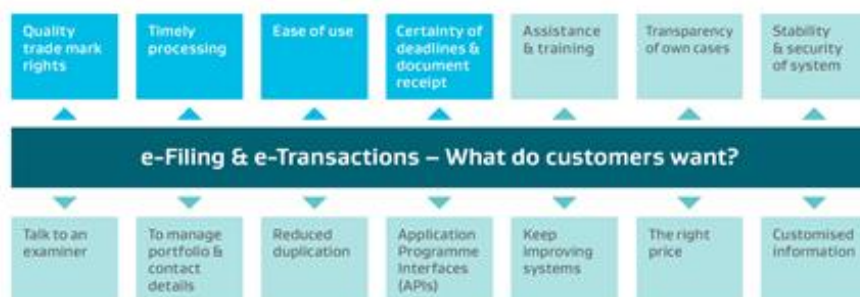 Quality
trade mark
rights
Timely
processing
Ease of use
Certainty of
deadlines &
document
receipt
Assistance
& training
Transparency
of own cases
Stability
& security
of system
e-Filing & e-Transactions – What do customers want?
Talk to an
examiner
To manage
portfolio &
contact
details
Reduced
duplication
Application
Programme
Interfaces
(APIs)
Keep
improving
systems
The right
price
Customised
information